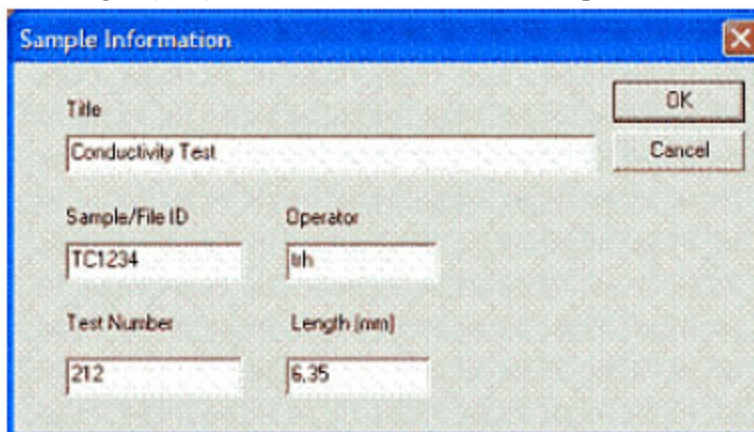 Sample Information
OK
Title
Conductivity Test
Cancel
Sample/File ID
Operator
TC1234
Test Number
Length (mm)
212
6.35